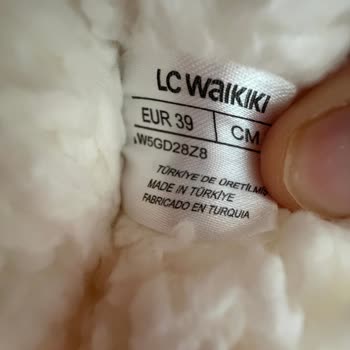 LC WAIKIKI
EUR 39 CM
W5GD28Z8
TÜRKİYE DE ÜRETİLMİ
MADE IN TÜRKİYE
FABRICADO EN TURQUIA